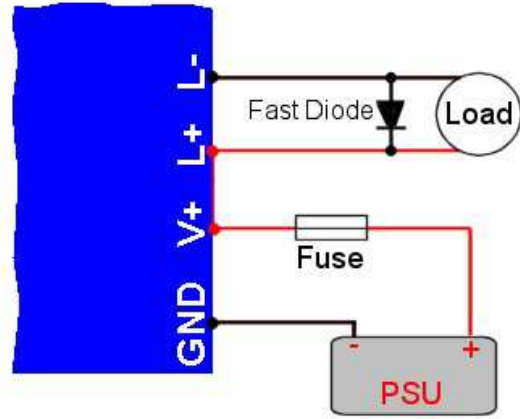 L-
Fast Diode
Load
L+
V+
Fuse
GND
- +
PSU